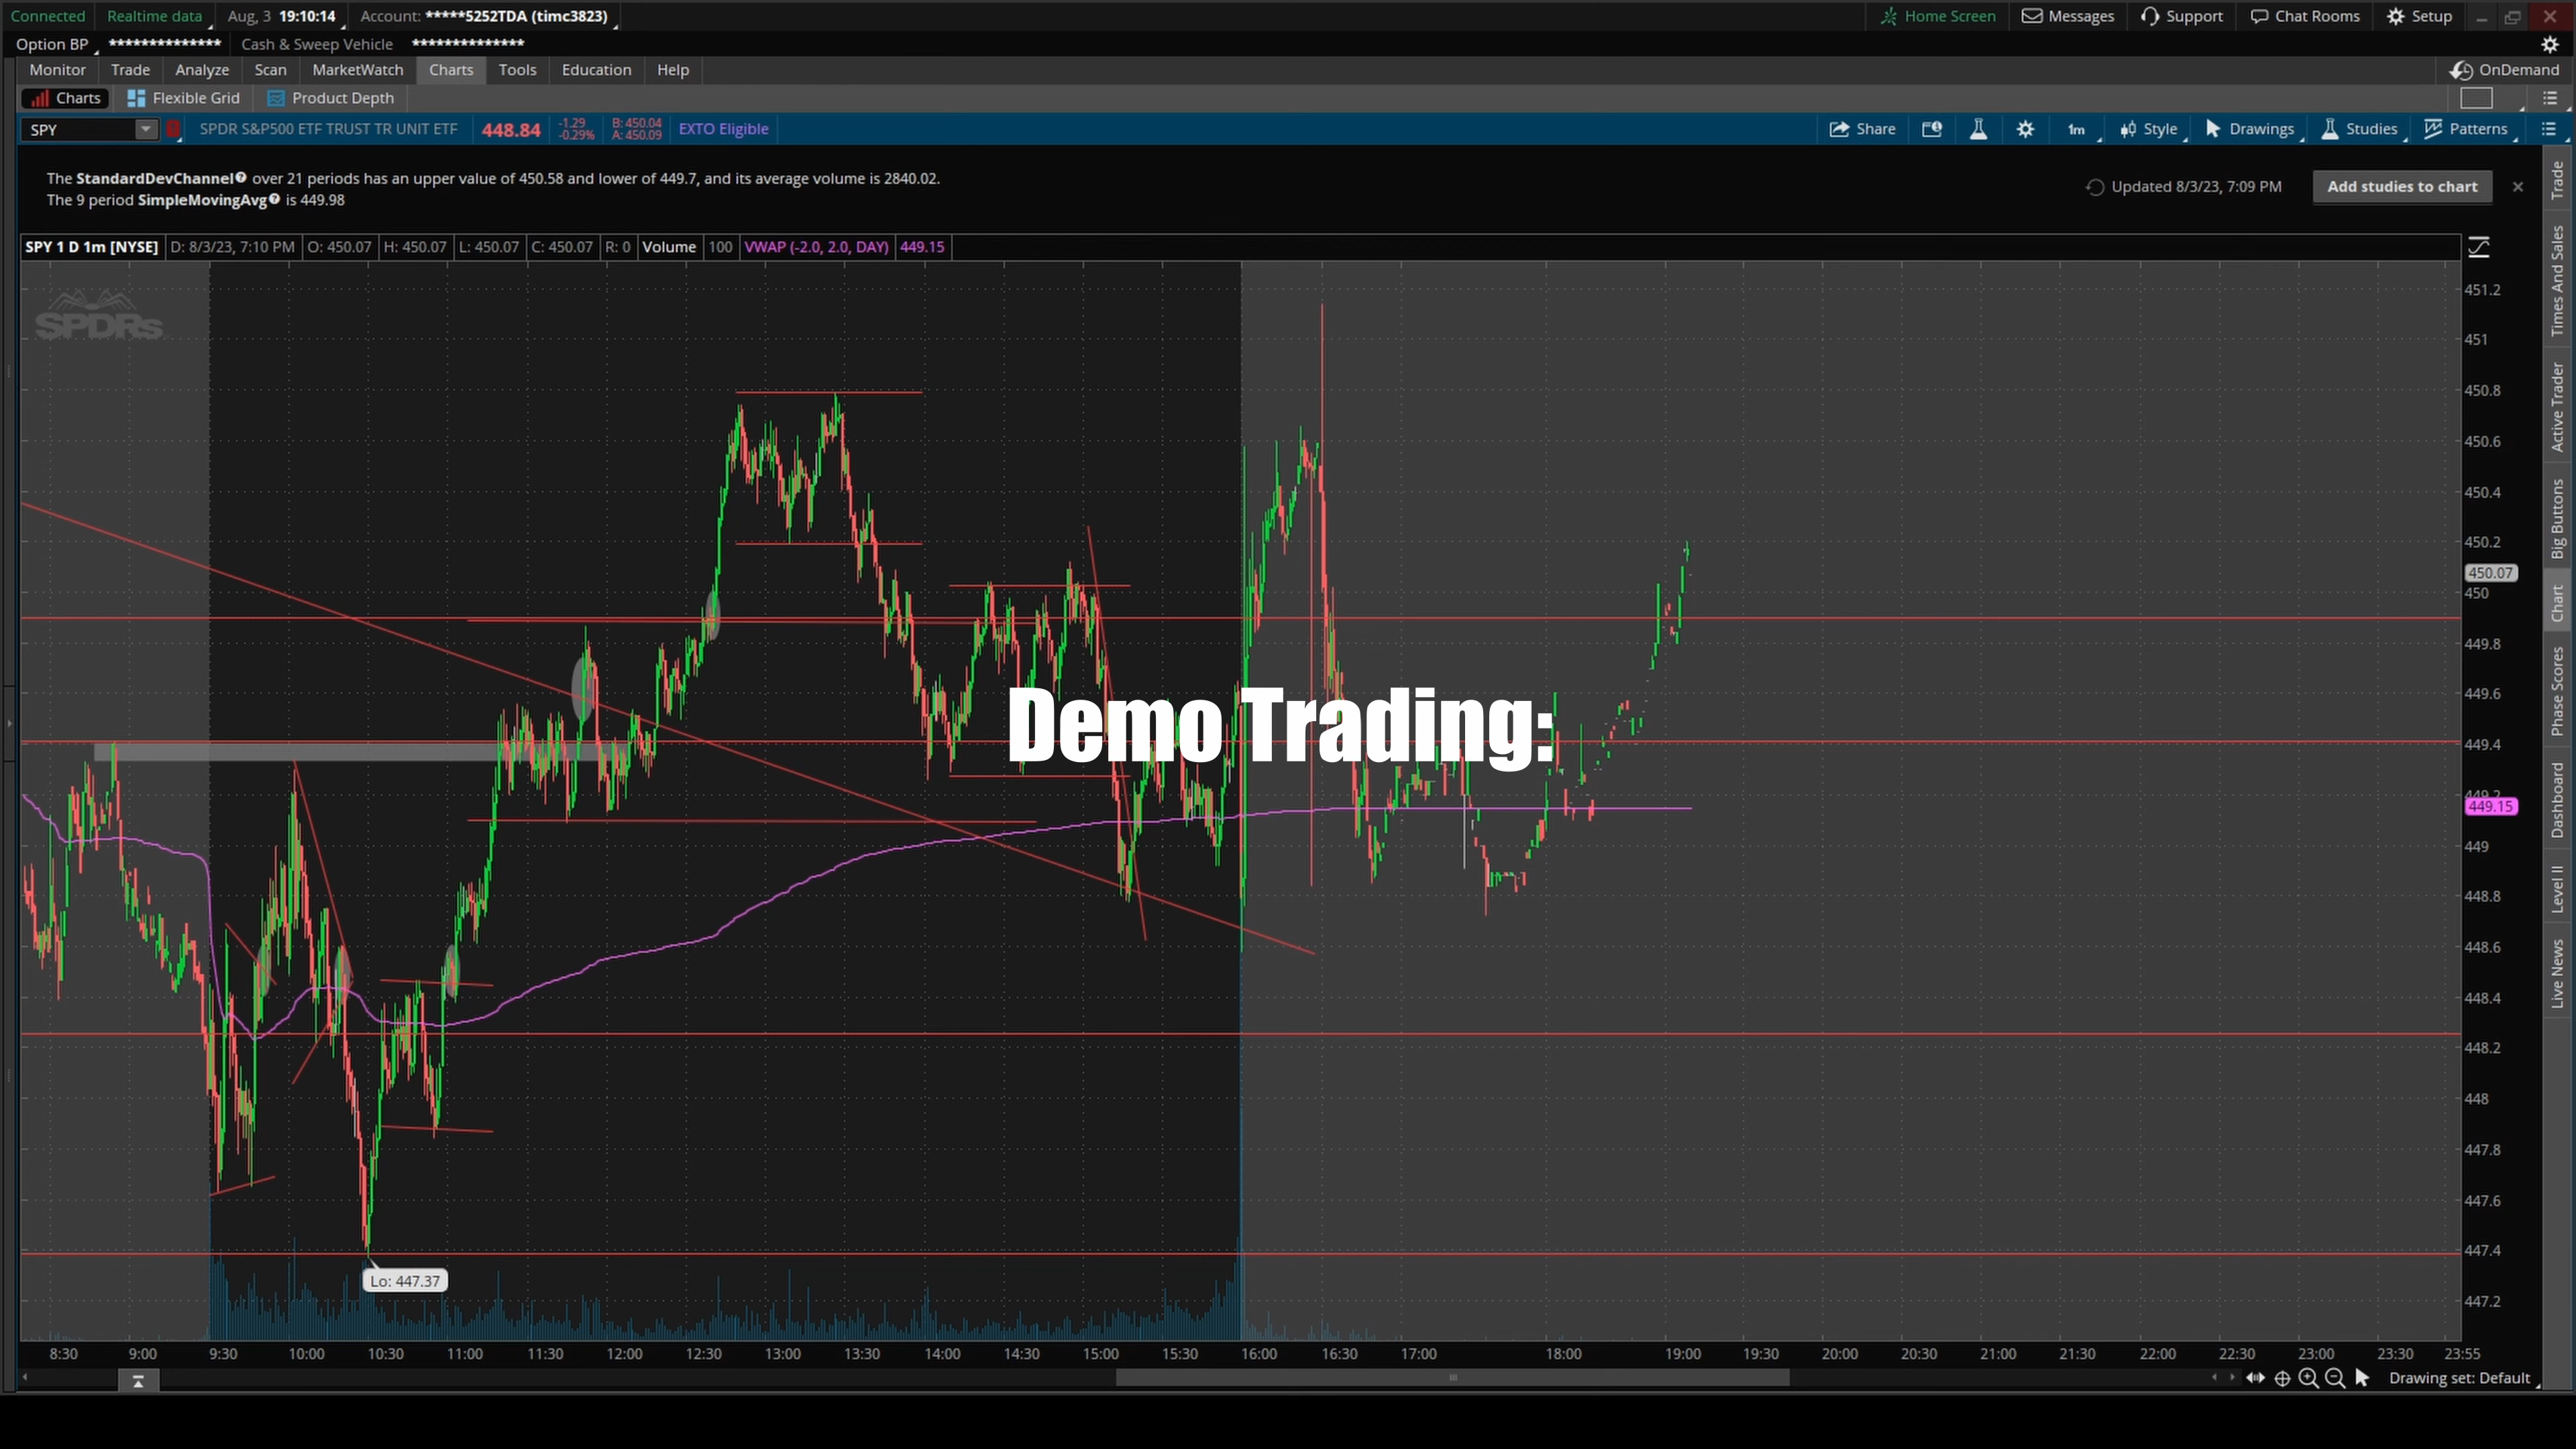 Connected Realtime data Aug, 3 19:10:14 Account: *****5252TDA (timc3823) Home Screen Messages Support Chat Rooms Setup
Option BP ************** Cash & Sweep Vehicle **************
Monitor Trade Analyze Scan MarketWatch Charts Tools Education Help OnDemand
Charts Flexible Grid Product Depth
SPY SPDR S&P500 ETF TRUST TR UNIT ETF 448.84 -1.29 -0.29% B: 450.04 A: 450.09 EXTO Eligible Share 1m Style Drawings Studies Patterns
The StandardDevChannel over 21 periods has an upper value of 450.58 and lower of 449.7, and its average volume is 2840.02.
The 9 period SimpleMovingAvg is 449.98
Updated 8/3/23, 7:09 PM Add studies to chart
SPY 1 D 1m [NYSE] D: 8/3/23, 7:10 PM O: 450.07 H: 450.07 L: 450.07 C: 450.07 R: 0 Volume 100 VWAP (-2.0, 2.0, DAY) 449.15
SPDRs
451.2
451
450.8
450.6
450.4
450.2
450.07
450
449.8
449.6
449.4
449.2
449.15
449
448.8
448.6
448.4
448.2
448
447.8
447.6
447.4
447.2
Demo Trading:
Lo: 447.37
8:30 9:00 9:30 10:00 10:30 11:00 11:30 12:00 12:30 13:00 13:30 14:00 14:30 15:00 15:30 16:00 16:30 17:00 18:00 19:00 19:30 20:00 20:30 21:00 21:30 22:00 22:30 23:00 23:30 23:55
Drawing set: Default
Trade
Times And Sales
Active Trader
Big Buttons
Chart
Phase Scores
Dashboard
Level II
Live News